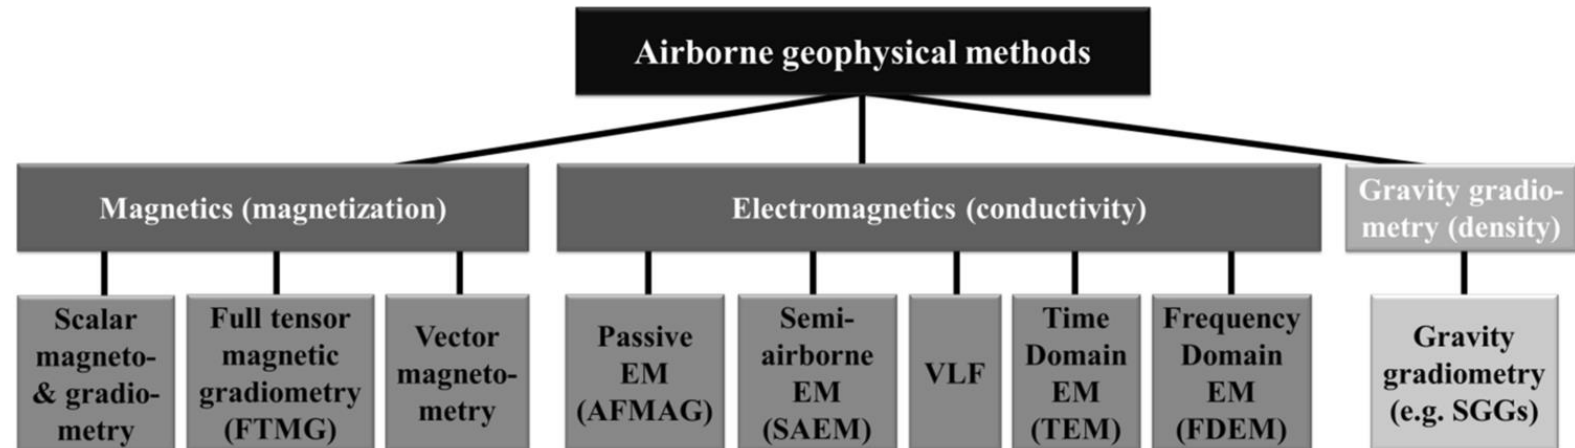 Airborne geophysical methods
Magnetics (magnetization)
Electromagnetics (conductivity)
Gravity gradio-
metry (density)
Scalar
magneto-
& gradio-
metry
Full tensor
magnetic
gradiometry
(FTMG)
Vector
magneto-
metry
Passive
EM
(AFMAG)
Semi-
airborne
EM
(SAEM)
VLF
Time
Domain
EM
(TEM)
Frequency
Domain
EM
(FDEM)
Gravity
gradiometry
(e.g. SGGs)